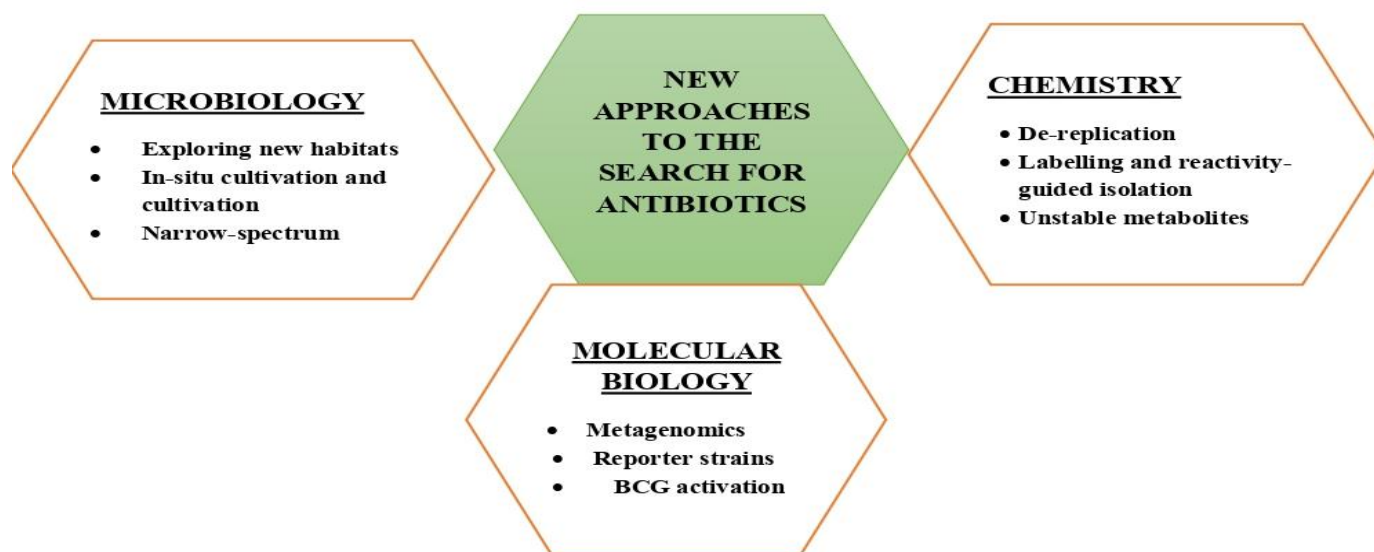 NEW
APPROACHES
TO THE
SEARCH FOR
ANTIBIOTICS
MICROBIOLOGY
• Exploring new habitats
• In-situ cultivation and
cultivation
• Narrow-spectrum
CHEMISTRY
• De-replication
• Labelling and reactivity-
guided isolation
• Unstable metabolites
MOLECULAR
BIOLOGY
• Metagenomics
• Reporter strains
• BCG activation